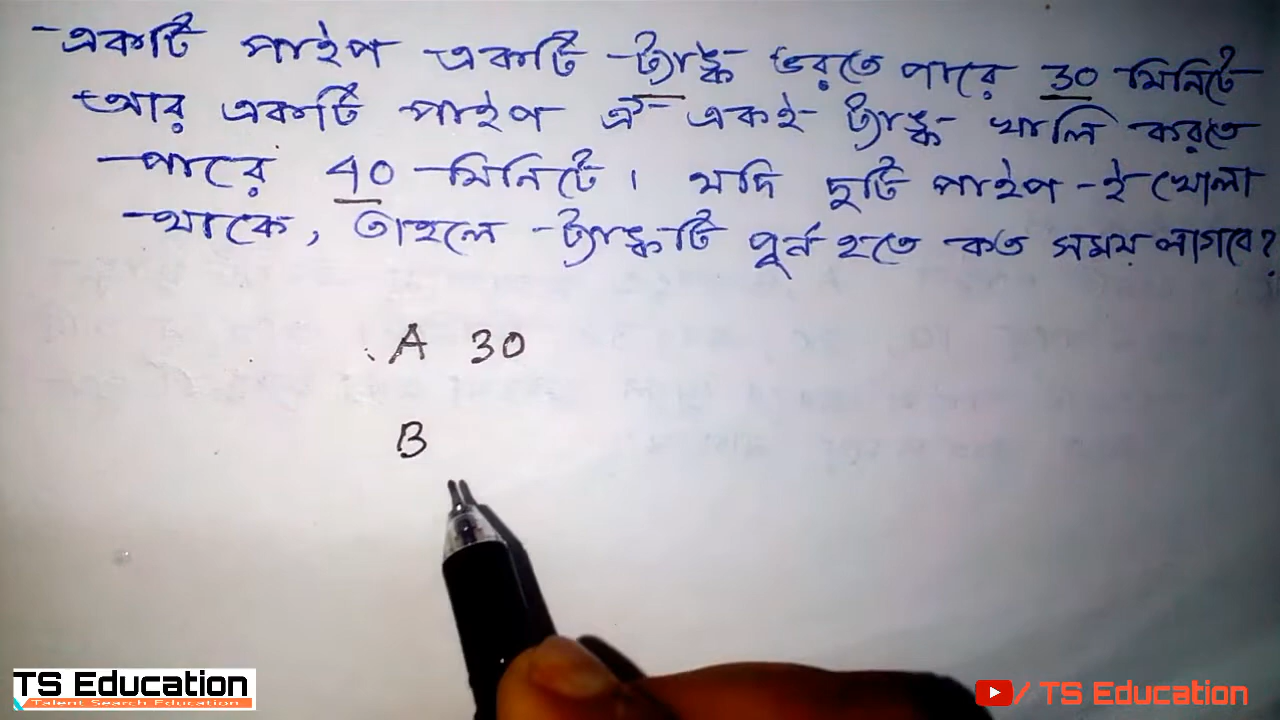 একটি পাইপ একটি ট্যাঙ্ক ভরতে পারে 30 মিনিটে
আর একটি পাইপ ঐ একই ট্যাঙ্ক খালি করতে
পারে 40 মিনিটে। যদি দুটি পাইপ-ই খোলা
থাকে, তাহলে ট্যাঙ্কটি পূর্ন হতে কত সময় লাগবে?
A 30
B
TS Education
Talent Search Education
/ TS Education